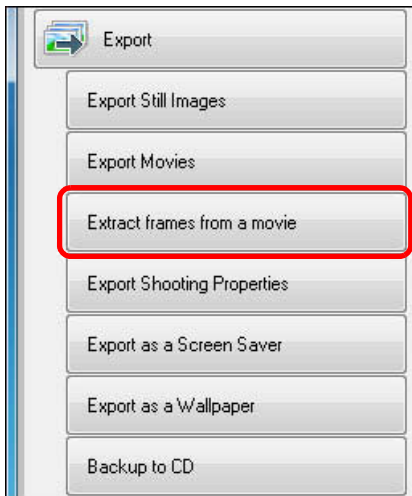 Export
Export Still Images
Export Movies
Extract frames from a movie
Export Shooting Properties
Export as a Screen Saver
Export as a Wallpaper
Backup to CD